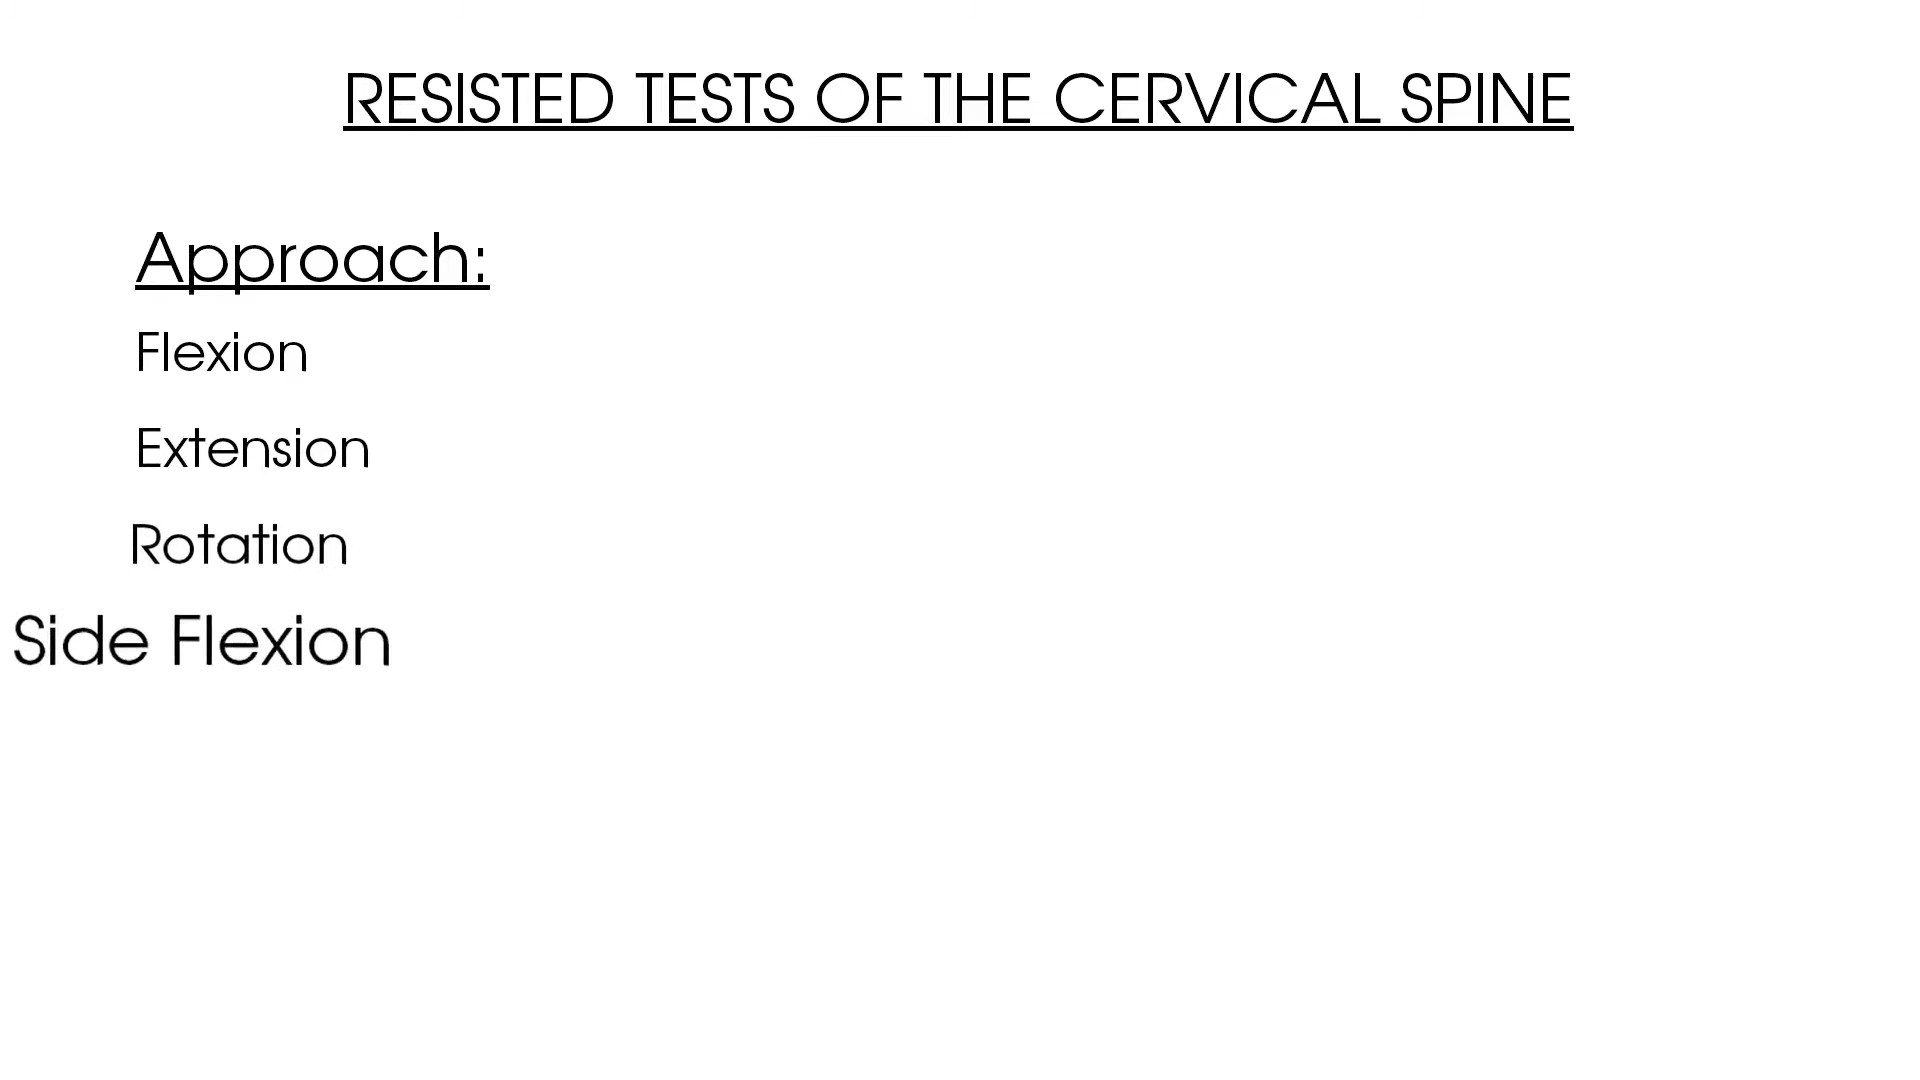 RESISTED TESTS OF THE CERVICAL SPINE
Approach:
Flexion
Extension
Rotation
Side Flexion